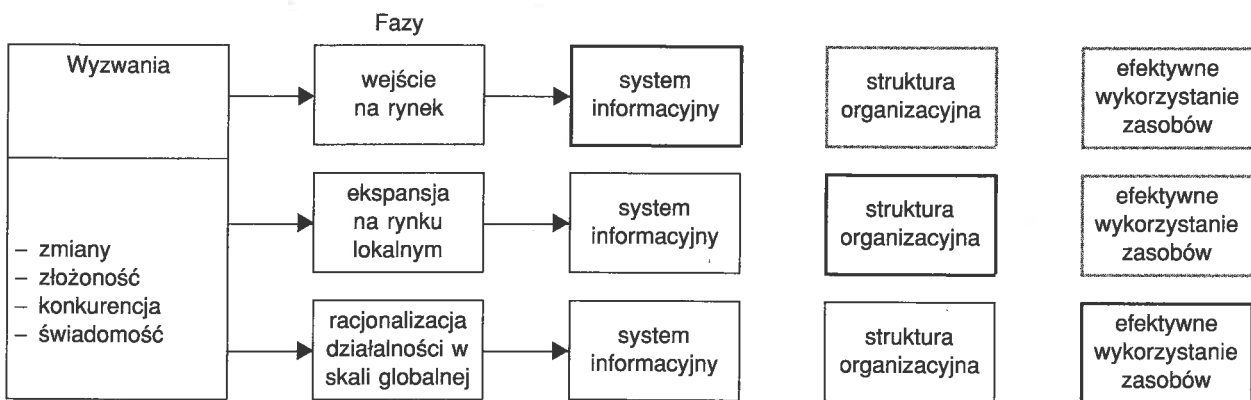 Fazy
Wyzwania
– zmiany
– złożoność
– konkurencja
– świadomość
wejście
na rynek
system
informacyjny
struktura
organizacyjna
efektywne
wykorzystanie
zasobów
ekspansja
na rynku
lokalnym
system
informacyjny
struktura
organizacyjna
efektywne
wykorzystanie
zasobów
racjonalizacja
działalności w
skali globalnej
system
informacyjny
struktura
organizacyjna
efektywne
wykorzystanie
zasobów